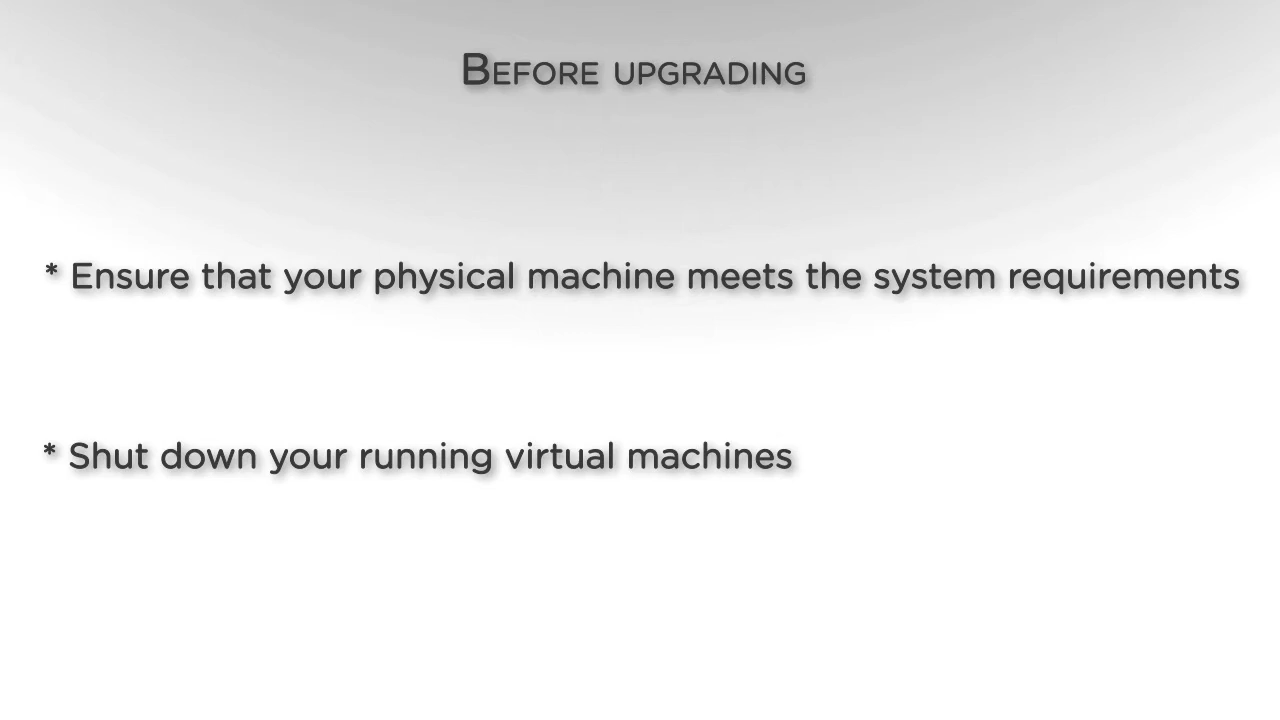 Before upgrading
* Ensure that your physical machine meets the system requirements
* Shut down your running virtual machines